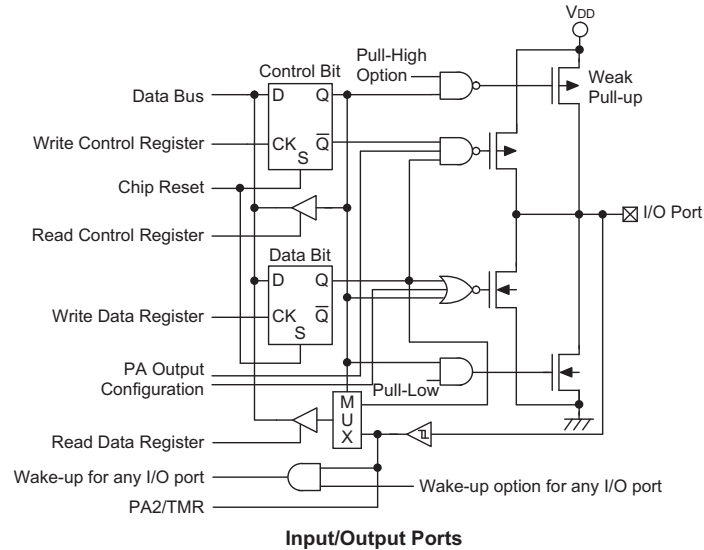 VDD
Pull-High
Option
Control Bit
Weak
Pull-up
Data Bus
D
Q
Write Control Register
CK
Q
S
Chip Reset
I/O Port
Read Control Register
Data Bit
D
Q
Write Data Register
CK
Q
S
PA Output
Configuration
Pull-Low
M
U
X
Read Data Register
Wake-up for any I/O port
Wake-up option for any I/O port
PA2/TMR
Input/Output Ports